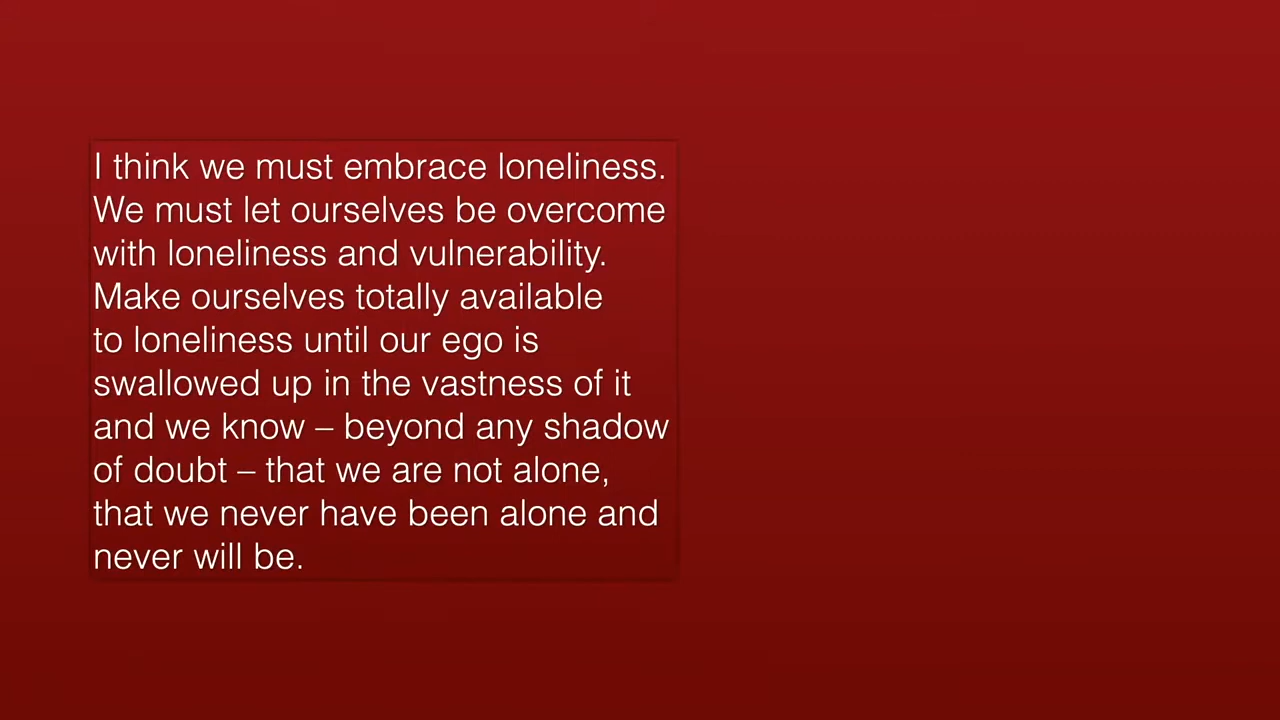 I think we must embrace loneliness.
We must let ourselves be overcome
with loneliness and vulnerability.
Make ourselves totally available
to loneliness until our ego is
swallowed up in the vastness of it
and we know – beyond any shadow
of doubt – that we are not alone,
that we never have been alone and
never will be.